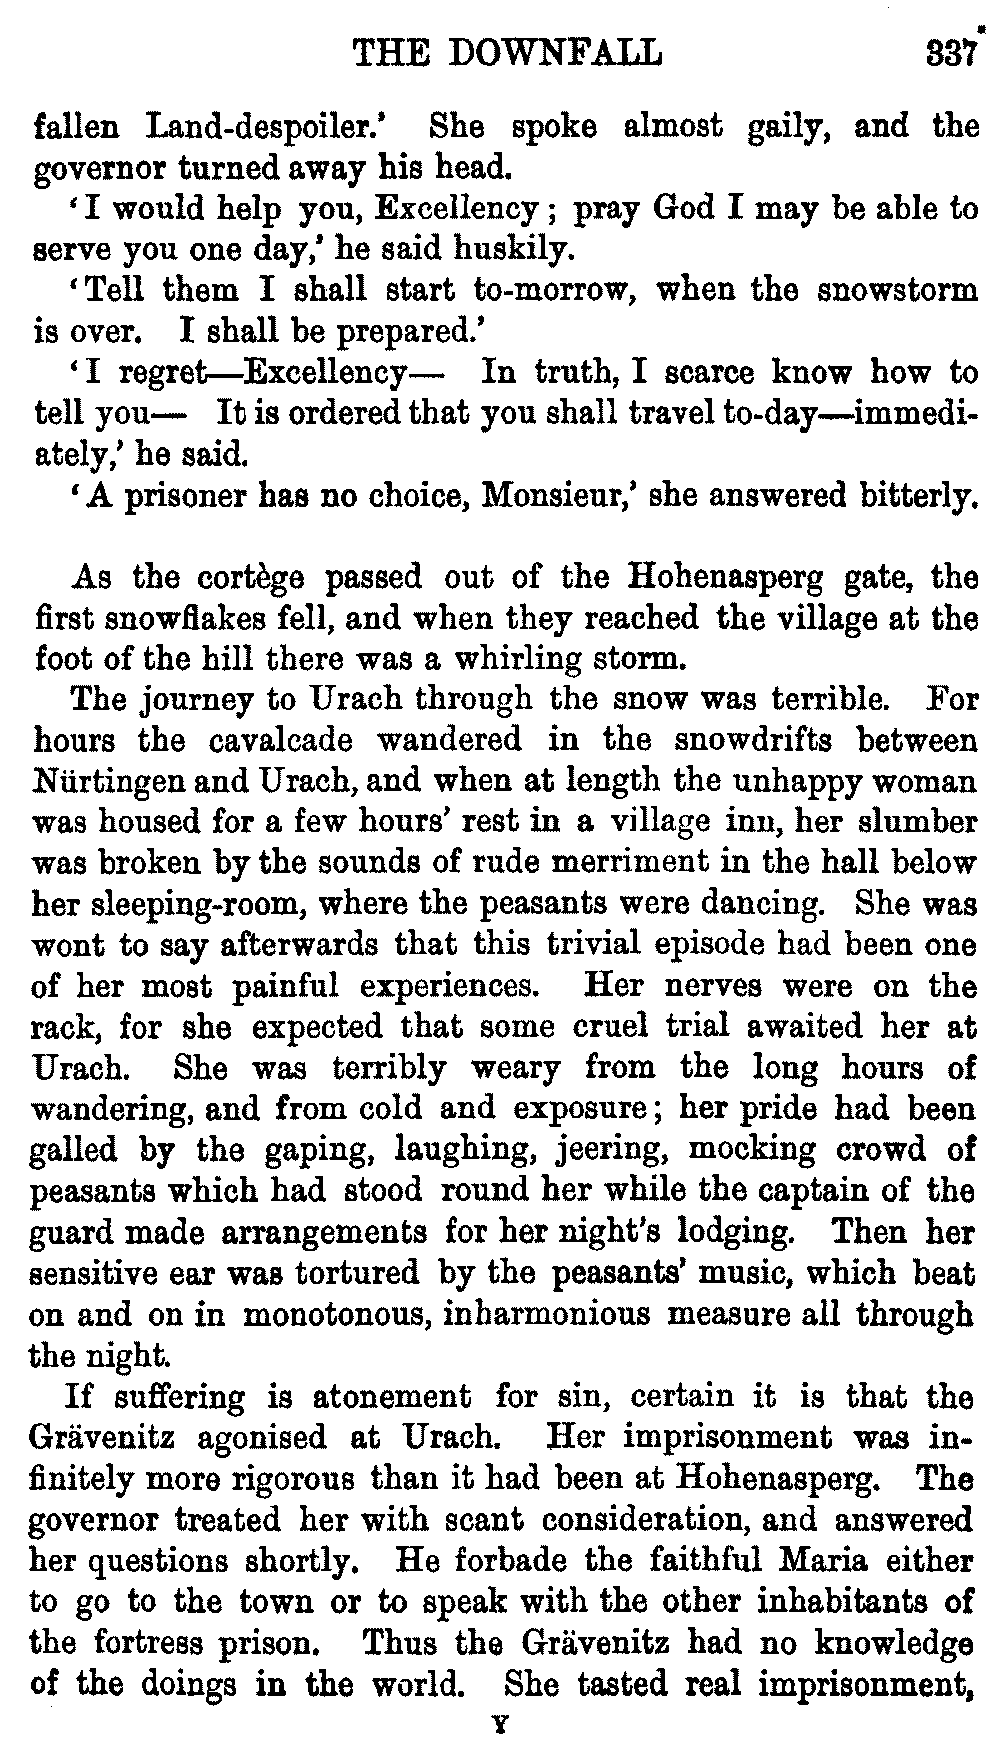 THE DOWNFALL 337
fallen Land-despoiler.' She spoke almost gaily, and the
governor turned away his head.
'I would help you, Excellency; pray God I may be able to
serve you one day,' he said huskily.
'Tell them I shall start to-morrow, when the snowstorm
is over. I shall be prepared.'
'I regret—Excellency— In truth, I scarce know how to
tell you— It is ordered that you shall travel to-day—immedi-
ately,' he said.
'A prisoner has no choice, Monsieur,' she answered bitterly.
As the cortège passed out of the Hohenasperg gate, the
first snowflakes fell, and when they reached the village at the
foot of the hill there was a whirling storm.
The journey to Urach through the snow was terrible. For
hours the cavalcade wandered in the snowdrifts between
Nürtingen and Urach, and when at length the unhappy woman
was housed for a few hours' rest in a village inn, her slumber
was broken by the sounds of rude merriment in the hall below
her sleeping-room, where the peasants were dancing. She was
wont to say afterwards that this trivial episode had been one
of her most painful experiences. Her nerves were on the
rack, for she expected that some cruel trial awaited her at
Urach. She was terribly weary from the long hours of
wandering, and from cold and exposure; her pride had been
galled by the gaping, laughing, jeering, mocking crowd of
peasants which had stood round her while the captain of the
guard made arrangements for her night's lodging. Then her
sensitive ear was tortured by the peasants' music, which beat
on and on in monotonous, inharmonious measure all through
the night.
If suffering is atonement for sin, certain it is that the
Grävenitz agonised at Urach. Her imprisonment was in-
finitely more rigorous than it had been at Hohenasperg. The
governor treated her with scant consideration, and answered
her questions shortly. He forbade the faithful Maria either
to go to the town or to speak with the other inhabitants of
the fortress prison. Thus the Grävenitz had no knowledge
of the doings in the world. She tasted real imprisonment,
Y